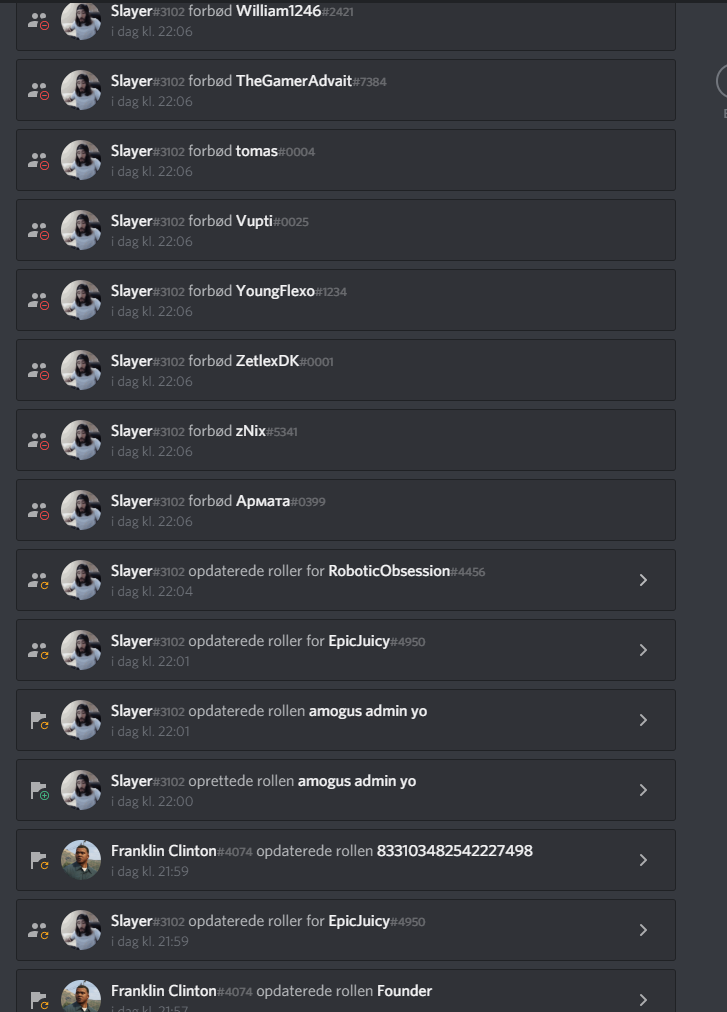 Slayer#3102 forbød William1246#2421
i dag kl. 22:06
Slayer#3102 forbød TheGamerAdvait#7384
i dag kl. 22:06
Slayer#3102 forbød tomas#0004
i dag kl. 22:06
Slayer#3102 forbød Vupti#0025
i dag kl. 22:06
Slayer#3102 forbød YoungFlexo#1234
i dag kl. 22:06
Slayer#3102 forbød ZetlexDK#0001
i dag kl. 22:06
Slayer#3102 forbød zNix#5341
i dag kl. 22:06
Slayer#3102 forbød Армата#0399
i dag kl. 22:06
Slayer#3102 opdaterede roller for RoboticObsession#4456
i dag kl. 22:04
Slayer#3102 opdaterede roller for EpicJuicy#4950
i dag kl. 22:01
Slayer#3102 opdaterede rollen amogus admin yo
i dag kl. 22:01
Slayer#3102 oprettede rollen amogus admin yo
i dag kl. 22:00
Franklin Clinton#4074 opdaterede rollen 833103482542227498
i dag kl. 21:59
Slayer#3102 opdaterede roller for EpicJuicy#4950
i dag kl. 21:59
Franklin Clinton#4074 opdaterede rollen Founder
i dag kl. 21:57